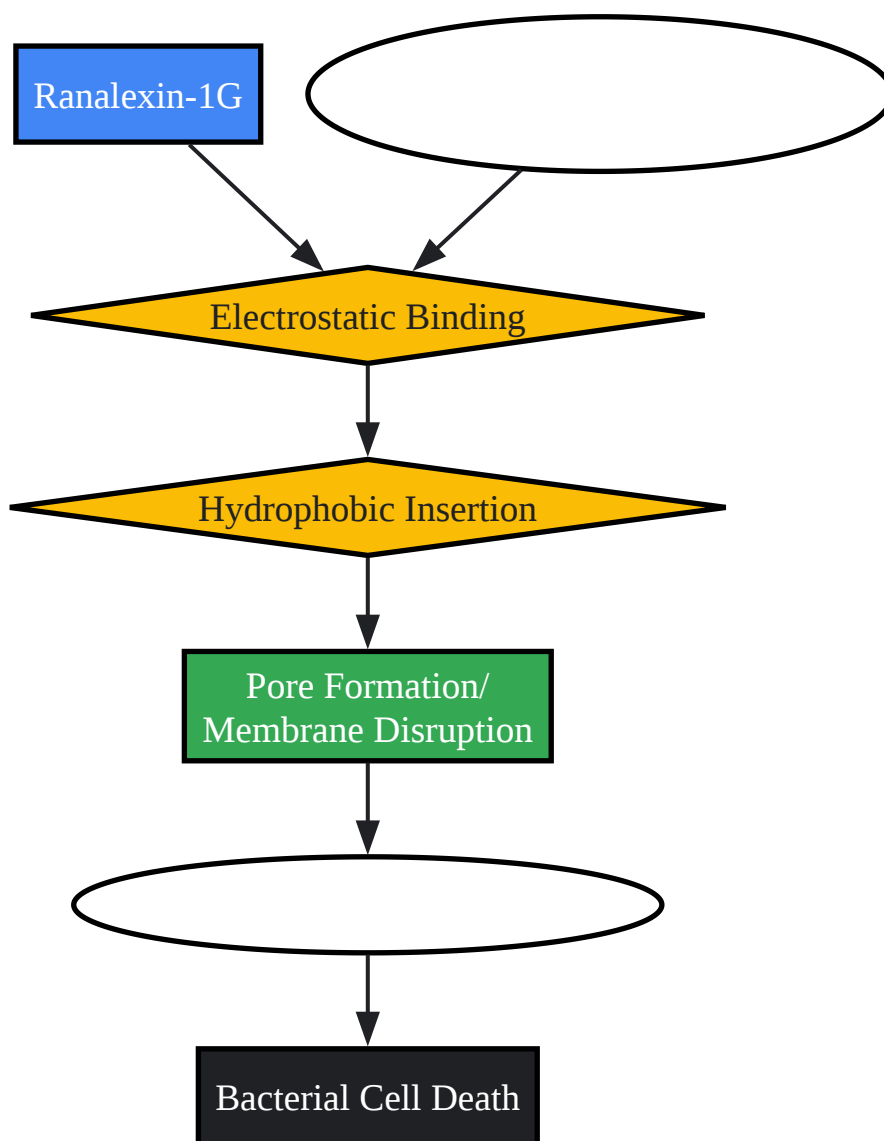 Ranalexin-1G
Electrostatic Binding
Hydrophobic Insertion
Pore Formation/
Membrane Disruption
Bacterial Cell Death